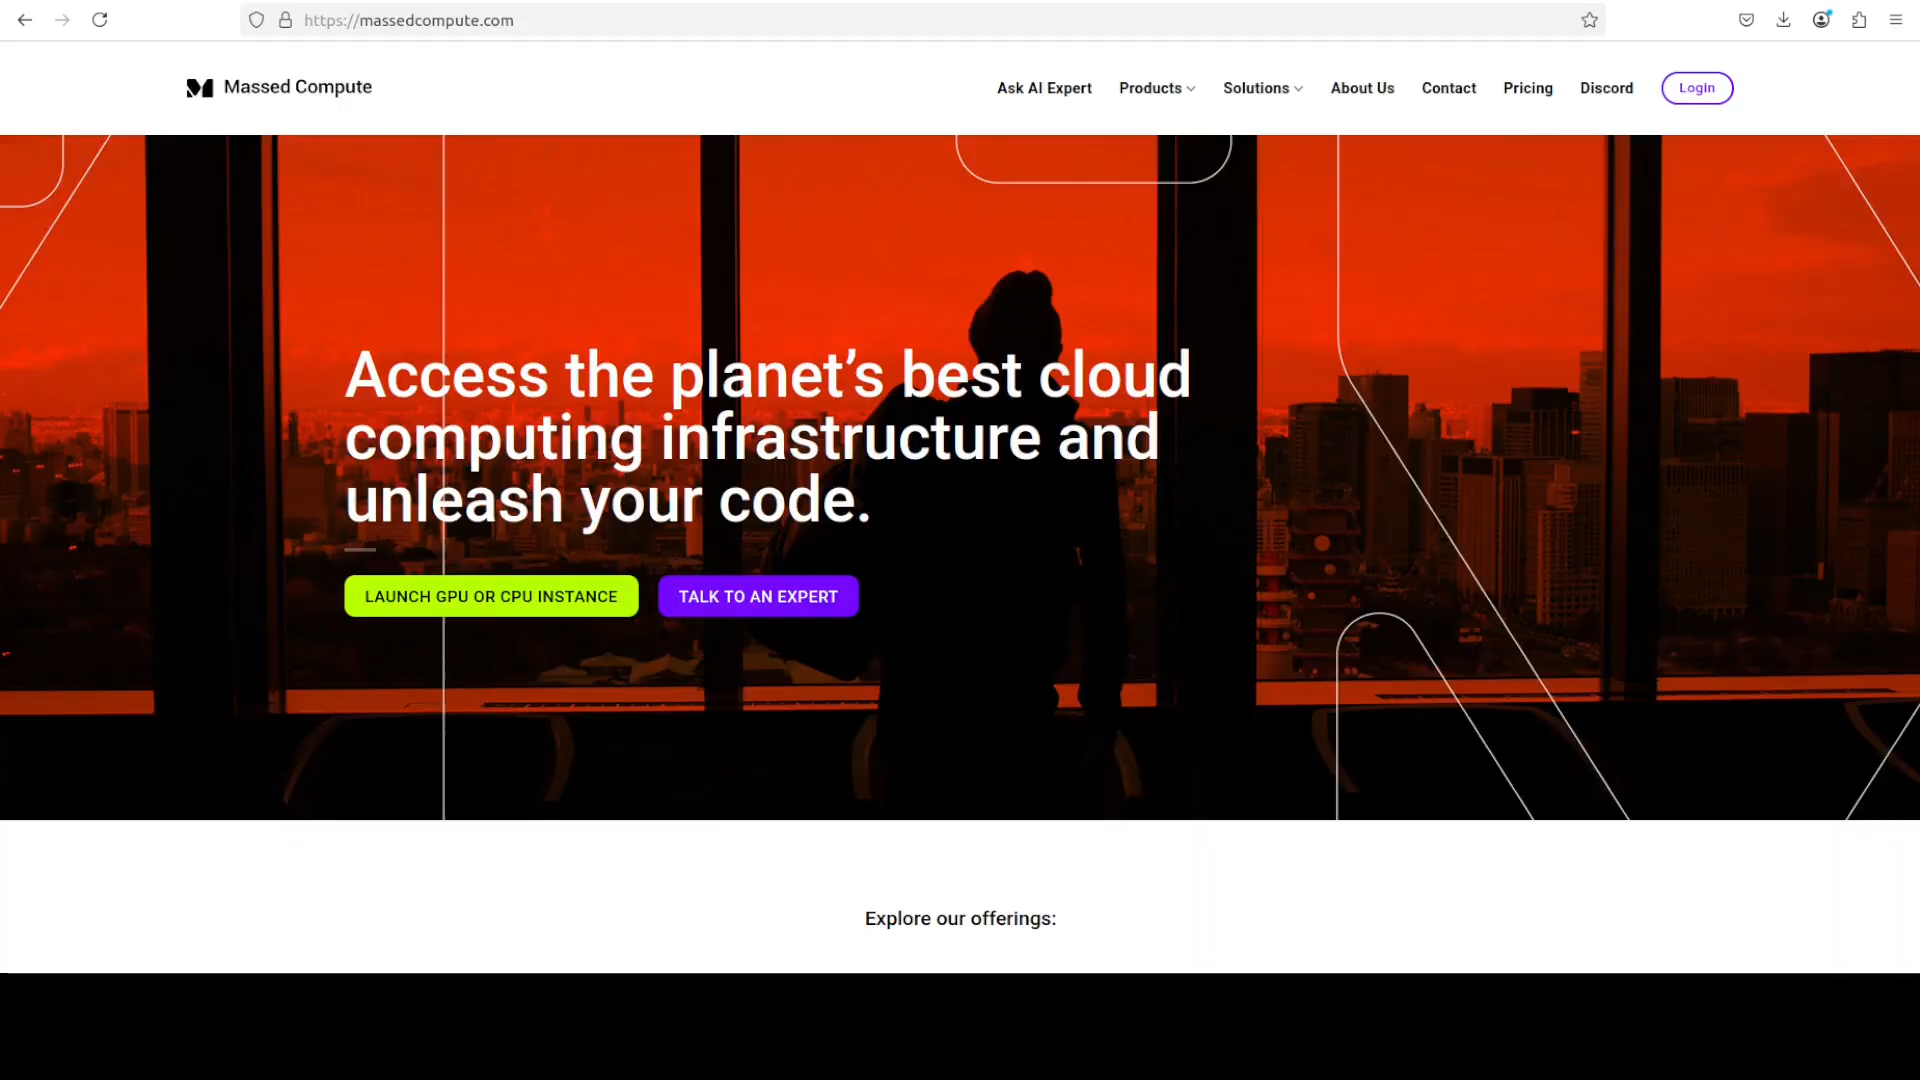 https://massedcompute.com
Massed Compute
Ask AI Expert
Products
Solutions
About Us
Contact
Pricing
Discord
Login
Access the planet’s best cloud
computing infrastructure and
unleash your code.
LAUNCH GPU OR CPU INSTANCE
TALK TO AN EXPERT
Explore our offerings: